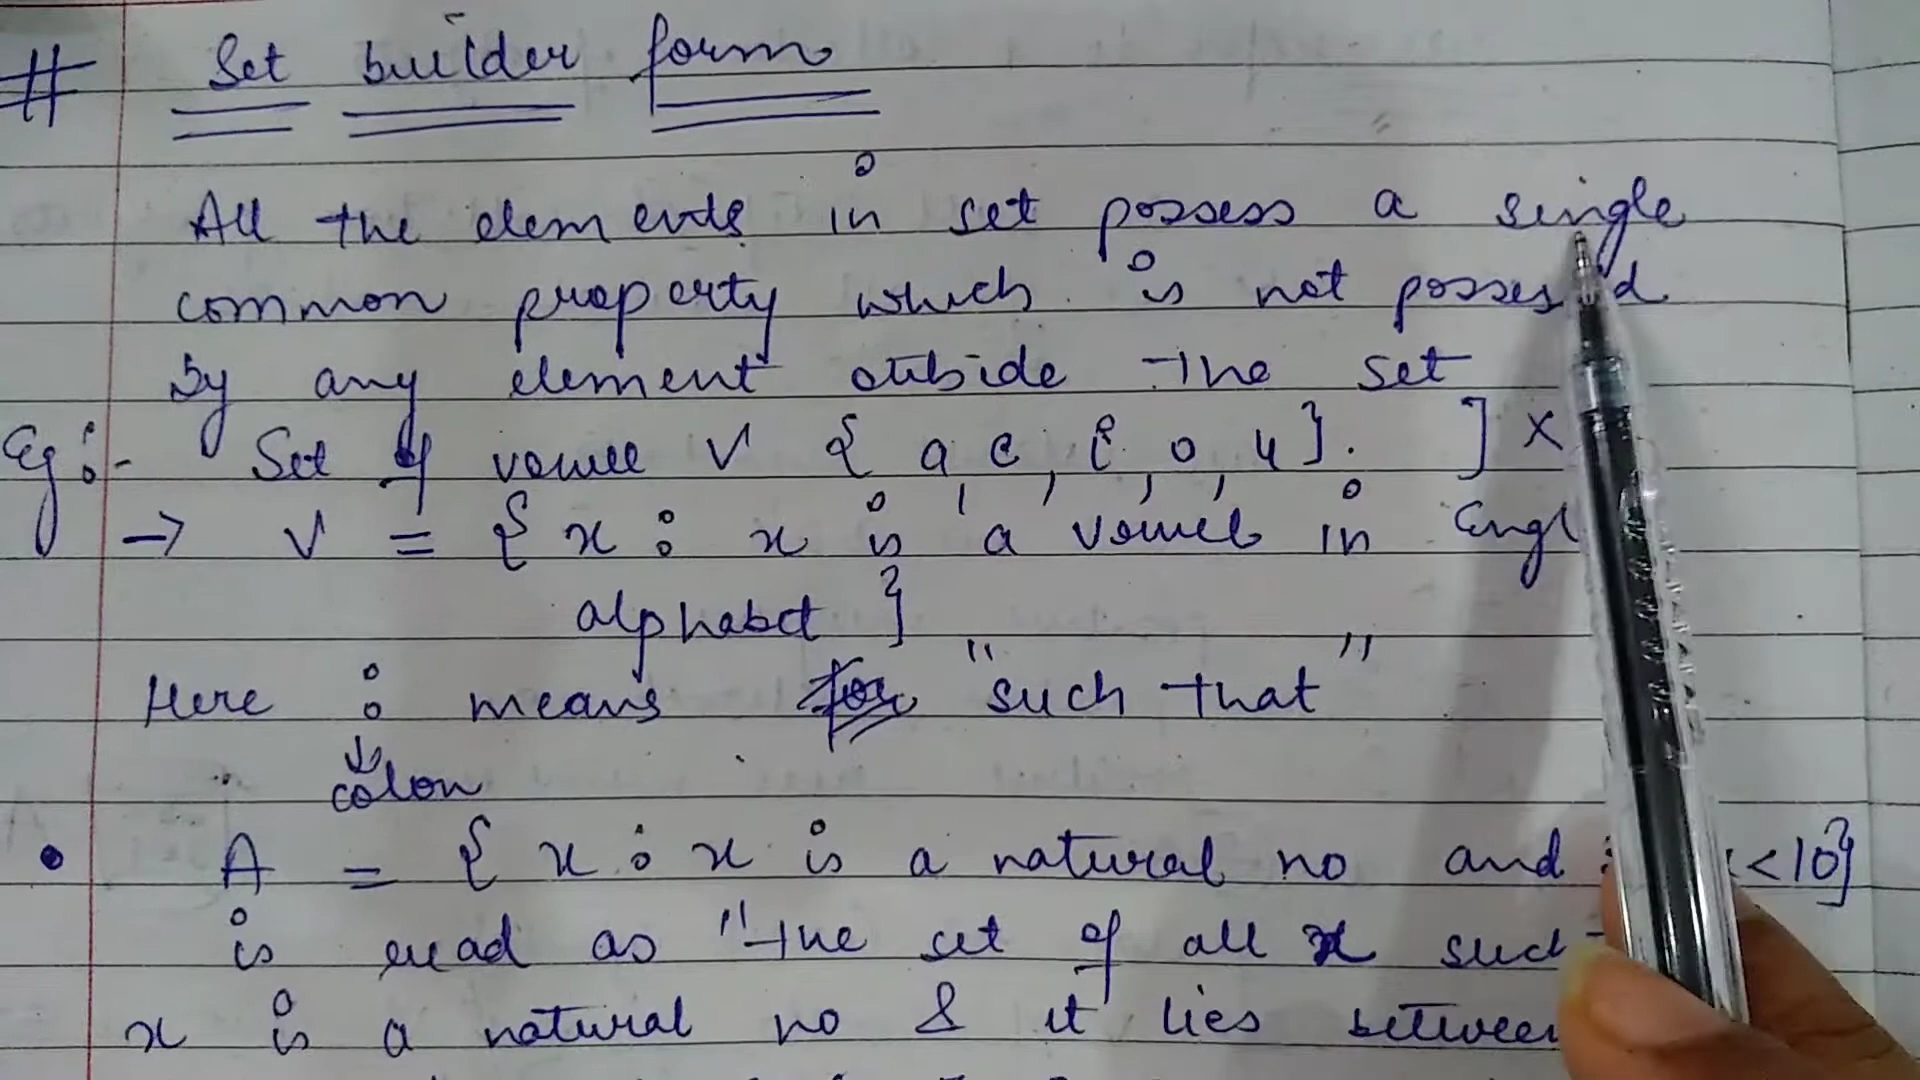 # Set builder form
All the elements in set possess a single
common property which is not possessed
by any element outside the set
Eg:- Set of vowel V { a, e, i, o, u }. ] ×
→ V = { x : x is a vowel in Engl
alphabet }
Here : means for "such that"
↓
colon
• A = { x : x is a natural no and < 10}
is read as "the set of all x such
x is a natural no & it lies between